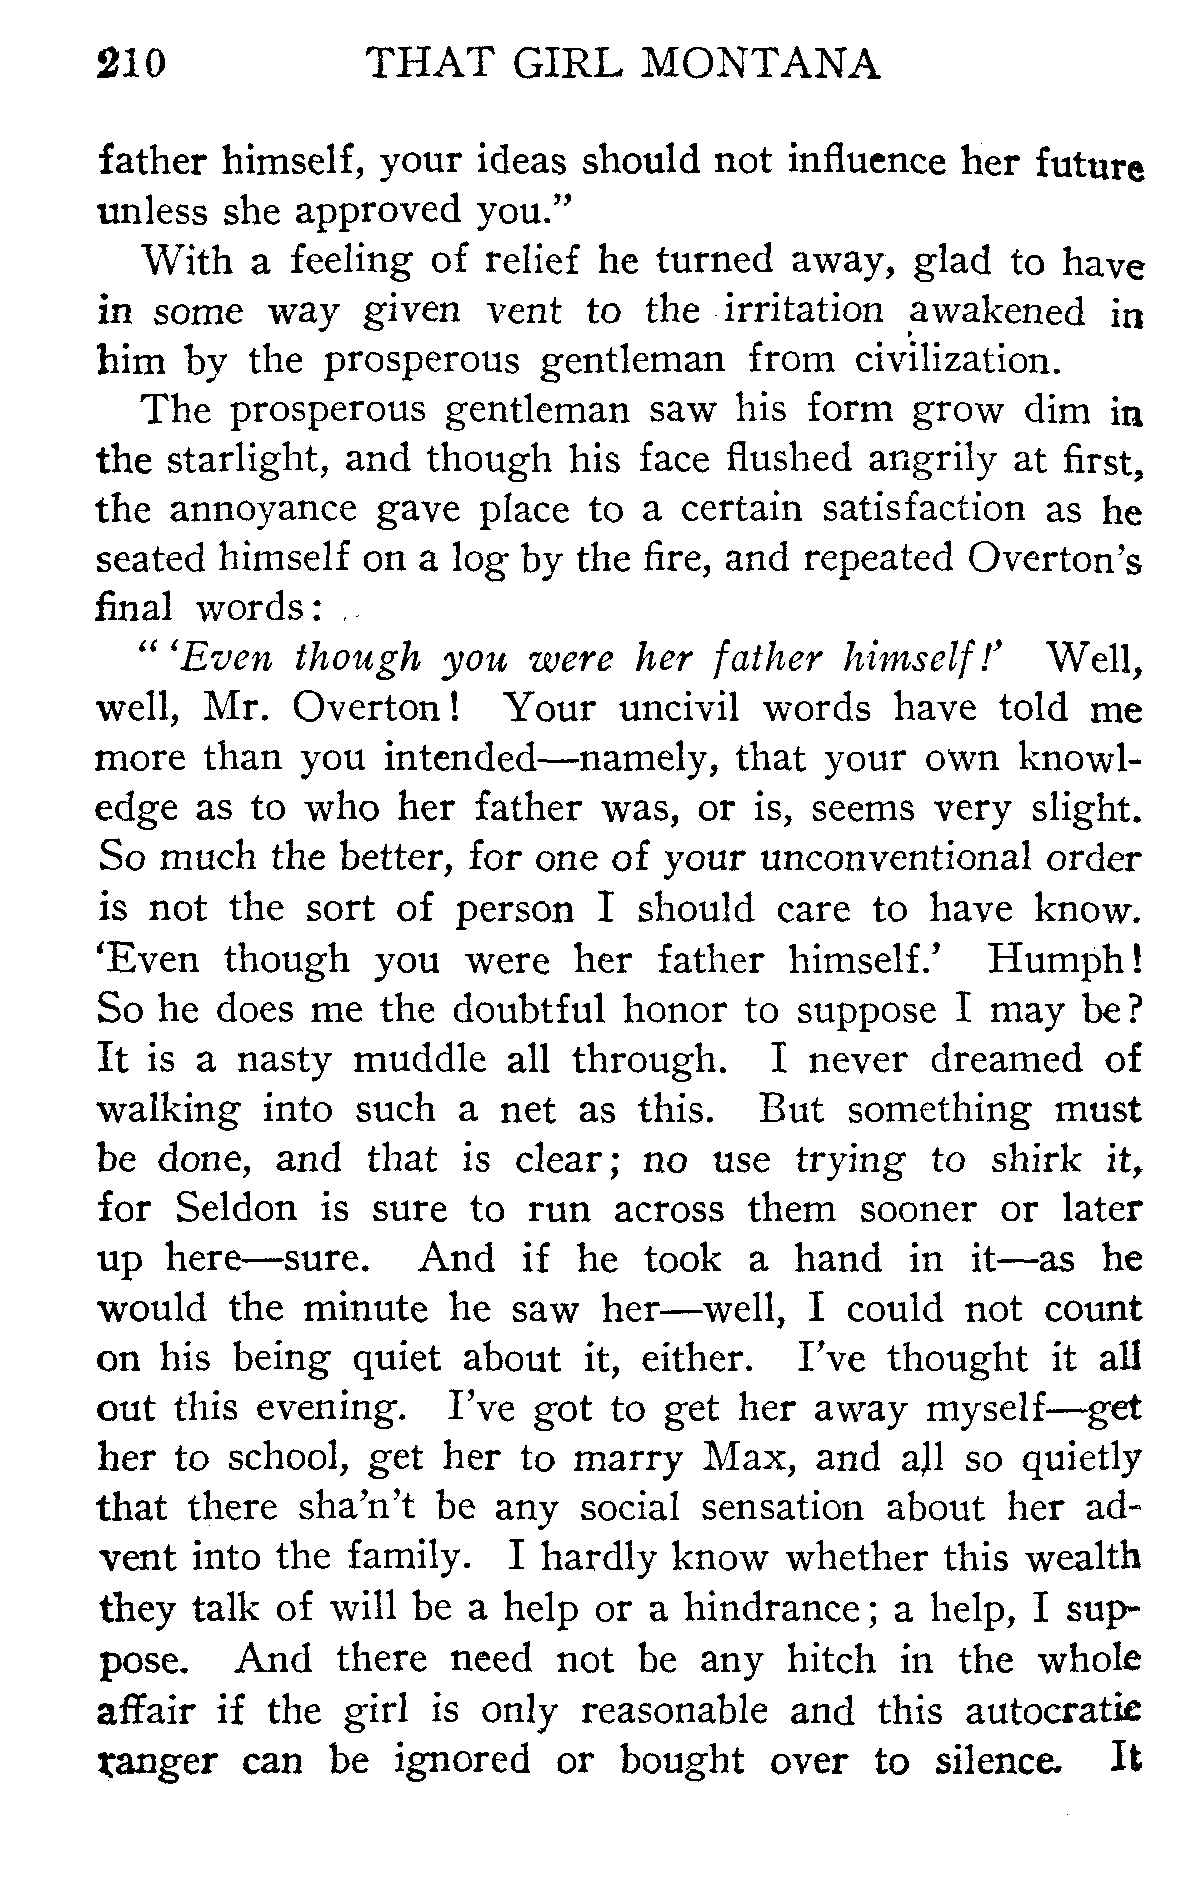 210 THAT GIRL MONTANA
father himself, your ideas should not influence her future
unless she approved you.”
With a feeling of relief he turned away, glad to have
in some way given vent to the irritation awakened in
him by the prosperous gentleman from civilization.
The prosperous gentleman saw his form grow dim in
the starlight, and though his face flushed angrily at first,
the annoyance gave place to a certain satisfaction as he
seated himself on a log by the fire, and repeated Overton's
final words:
“ ‘Even though you were her father himself!’ Well,
well, Mr. Overton! Your uncivil words have told me
more than you intended—namely, that your own knowl-
edge as to who her father was, or is, seems very slight.
So much the better, for one of your unconventional order
is not the sort of person I should care to have know.
‘Even though you were her father himself.’ Humph!
So he does me the doubtful honor to suppose I may be?
It is a nasty muddle all through. I never dreamed of
walking into such a net as this. But something must
be done, and that is clear; no use trying to shirk it,
for Seldon is sure to run across them sooner or later
up here—sure. And if he took a hand in it—as he
would the minute he saw her—well, I could not count
on his being quiet about it, either. I've thought it all
out this evening. I've got to get her away myself—get
her to school, get her to marry Max, and all so quietly
that there sha'n't be any social sensation about her ad-
vent into the family. I hardly know whether this wealth
they talk of will be a help or a hindrance; a help, I sup-
pose. And there need not be any hitch in the whole
affair if the girl is only reasonable and this autocratic
ranger can be ignored or bought over to silence. It